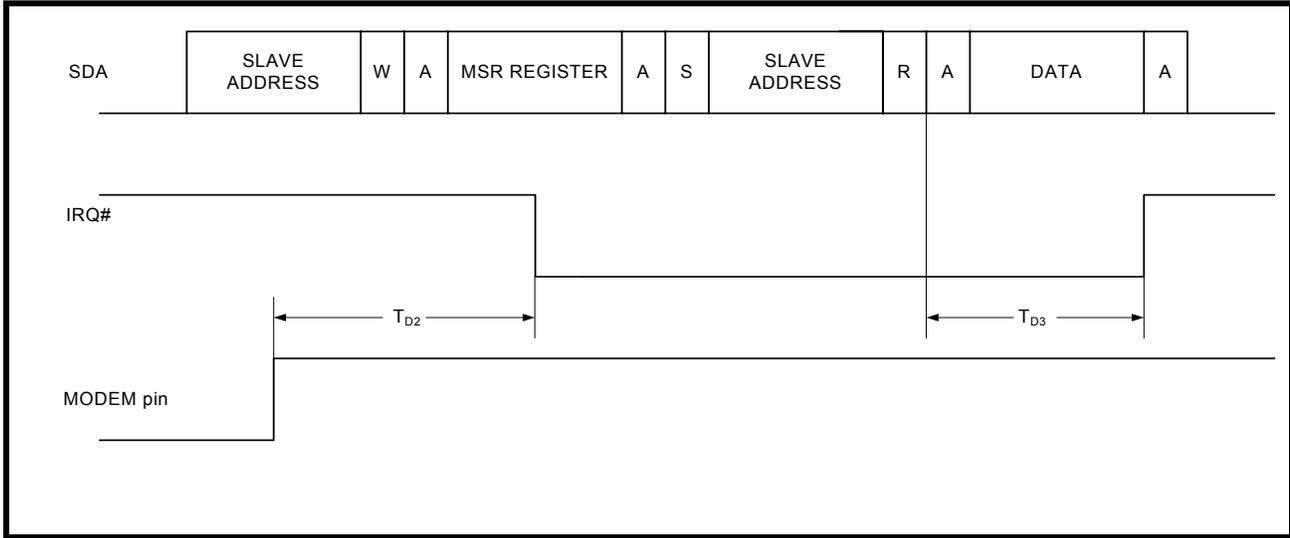 SDA
SLAVE
ADDRESS
W
A
MSR REGISTER
A
S
SLAVE
ADDRESS
R
A
DATA
A
IRQ#
TD2
TD3
MODEM pin